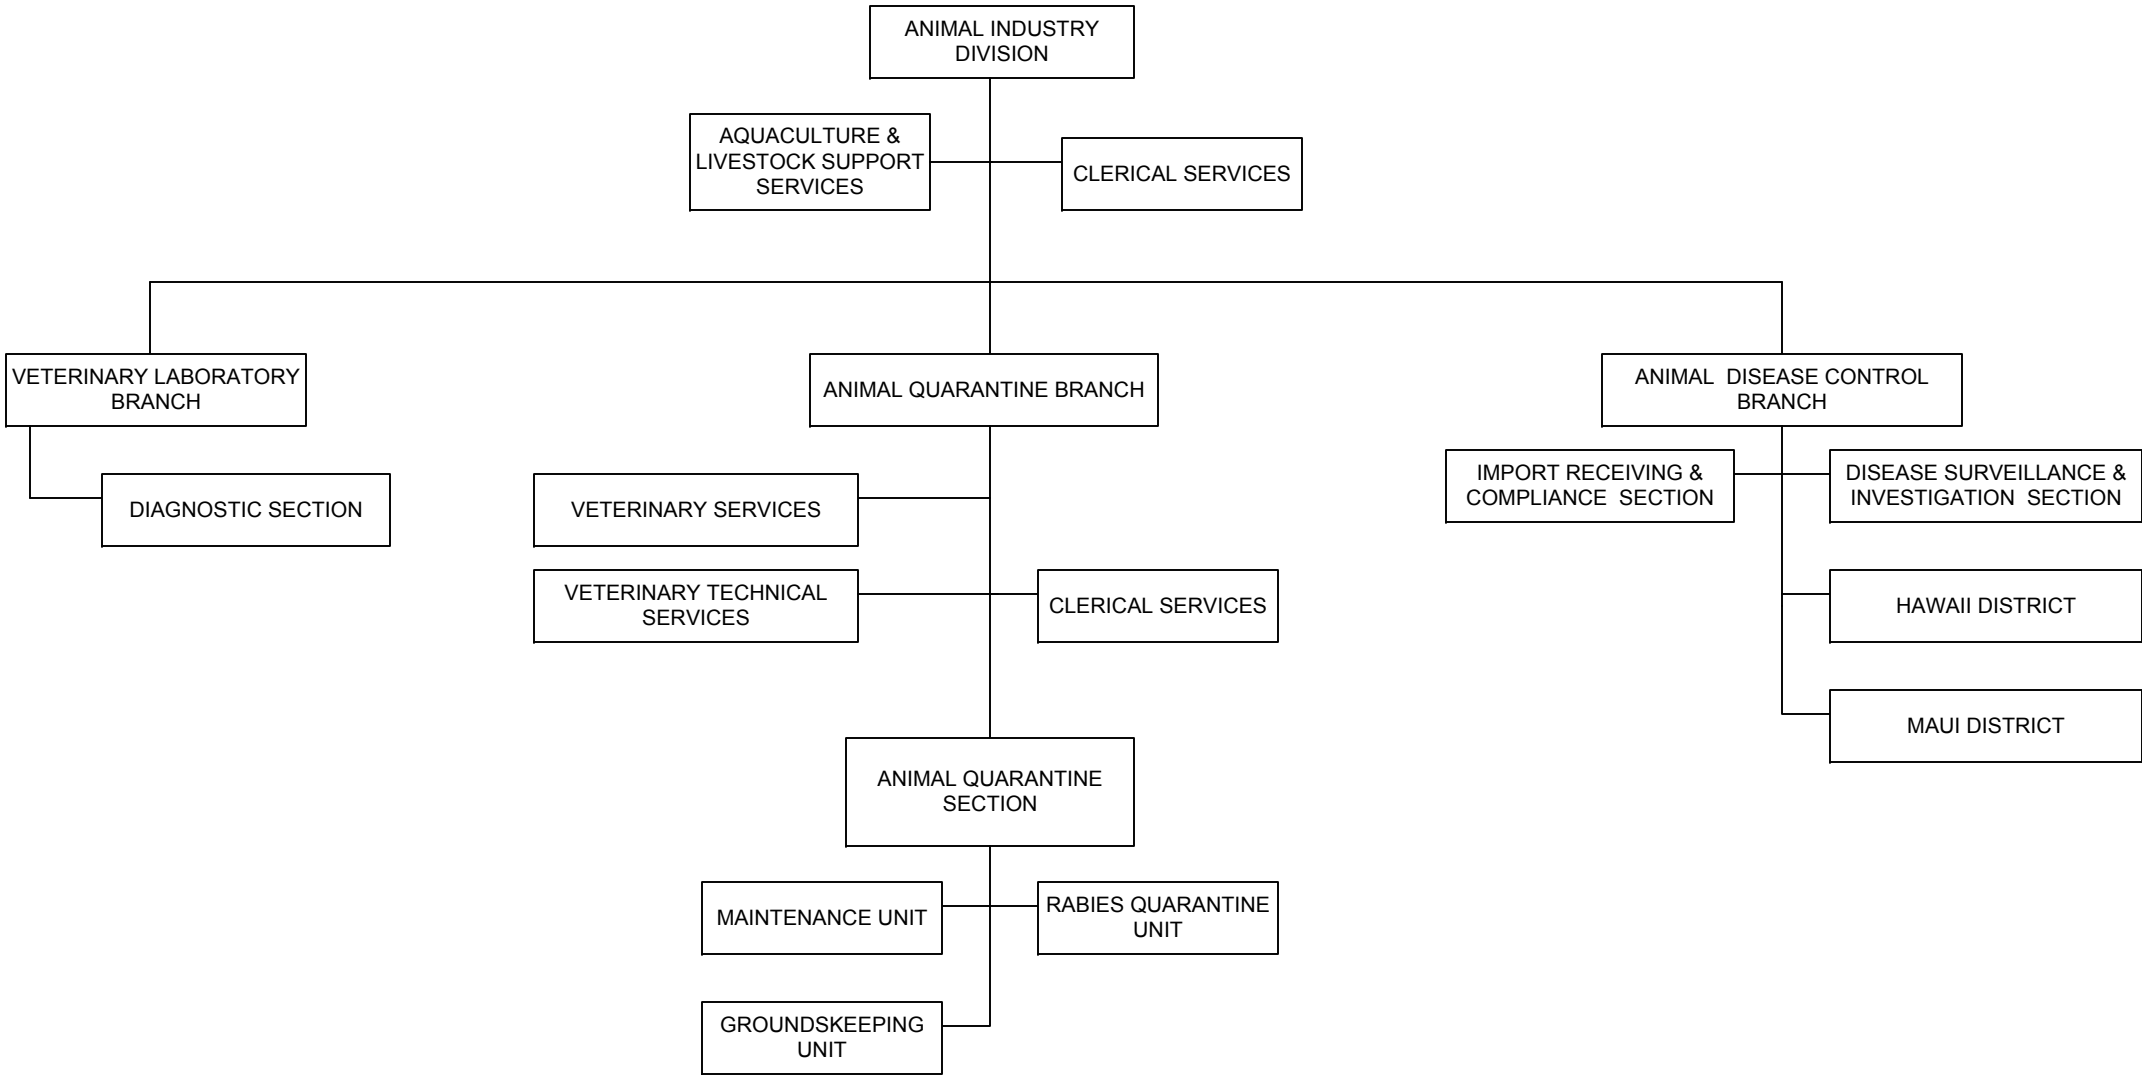 ANIMAL INDUSTRY
DIVISION
AQUACULTURE &
LIVESTOCK SUPPORT
SERVICES
CLERICAL SERVICES
VETERINARY LABORATORY
BRANCH
ANIMAL QUARANTINE BRANCH
ANIMAL  DISEASE CONTROL
BRANCH
DIAGNOSTIC SECTION
VETERINARY SERVICES
VETERINARY TECHNICAL
SERVICES
CLERICAL SERVICES
IMPORT RECEIVING &
COMPLIANCE  SECTION
DISEASE SURVEILLANCE &
INVESTIGATION  SECTION
HAWAII DISTRICT
MAUI DISTRICT
ANIMAL QUARANTINE
SECTION
MAINTENANCE UNIT
RABIES QUARANTINE
UNIT
GROUNDSKEEPING
UNIT